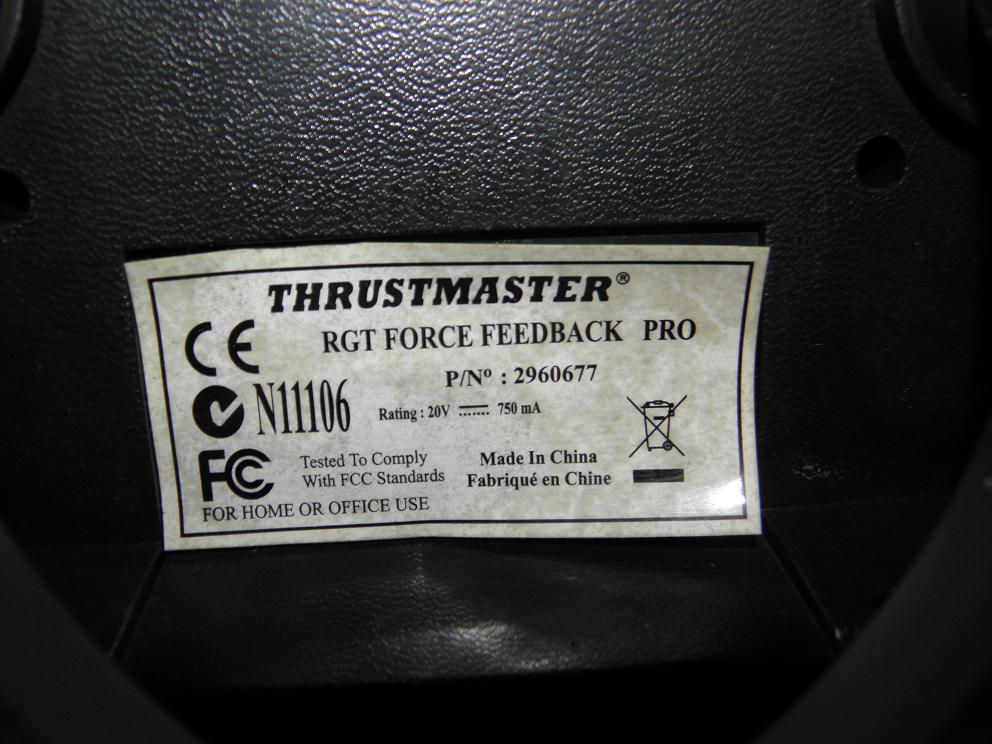 THRUSTMASTER®
CE
RGT FORCE FEEDBACK PRO
P/Nº : 2960677
N11106
Rating : 20V 750 mA
FC
Tested To Comply
With FCC Standards
Made In China
Fabriqué en Chine
FOR HOME OR OFFICE USE